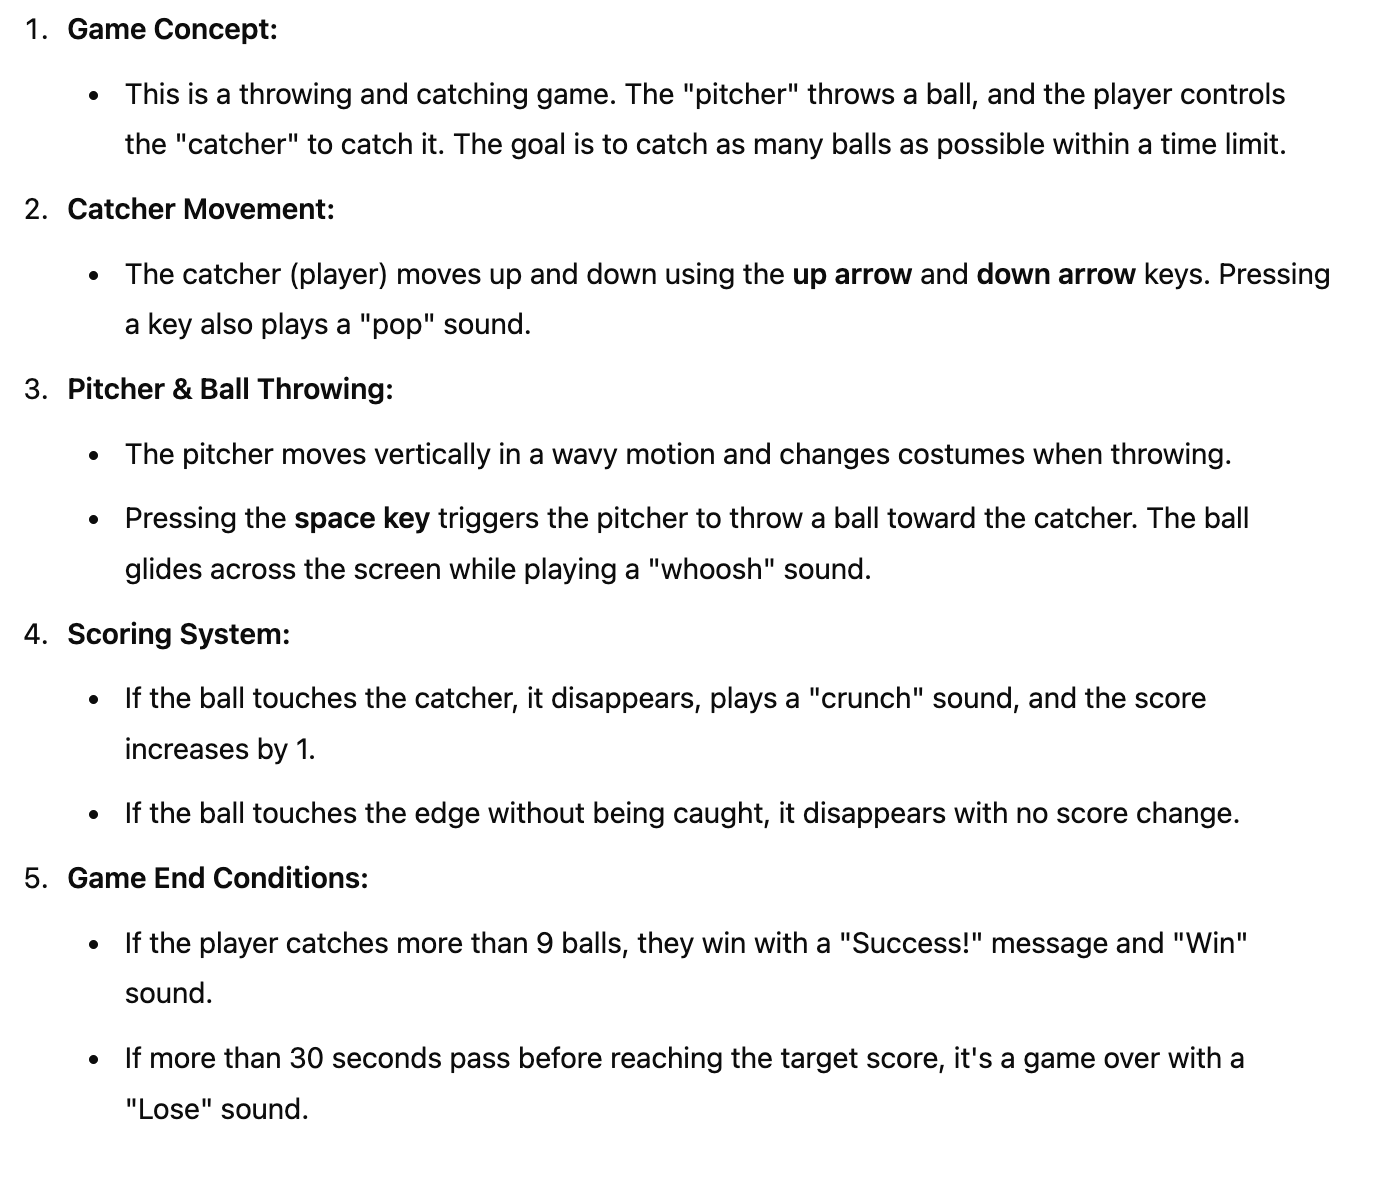 1. Game Concept:
• This is a throwing and catching game. The "pitcher" throws a ball, and the player controls
the "catcher" to catch it. The goal is to catch as many balls as possible within a time limit.
2. Catcher Movement:
• The catcher (player) moves up and down using the up arrow and down arrow keys. Pressing
a key also plays a "pop" sound.
3. Pitcher & Ball Throwing:
• The pitcher moves vertically in a wavy motion and changes costumes when throwing.
• Pressing the space key triggers the pitcher to throw a ball toward the catcher. The ball
glides across the screen while playing a "whoosh" sound.
4. Scoring System:
• If the ball touches the catcher, it disappears, plays a "crunch" sound, and the score
increases by 1.
• If the ball touches the edge without being caught, it disappears with no score change.
5. Game End Conditions:
• If the player catches more than 9 balls, they win with a "Success!" message and "Win"
sound.
• If more than 30 seconds pass before reaching the target score, it's a game over with a
"Lose" sound.